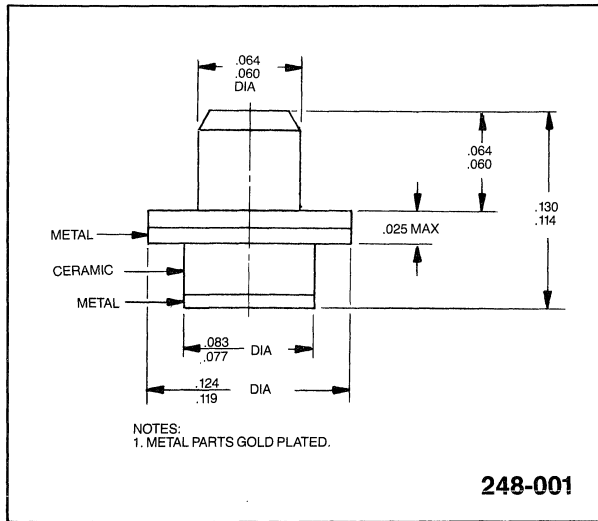 .064
.060
DIA
.064
.060
.130
.114
.025 MAX
METAL
CERAMIC
METAL
.083
.077
DIA
.124
.119
DIA
NOTES:
1. METAL PARTS GOLD PLATED.
248-001